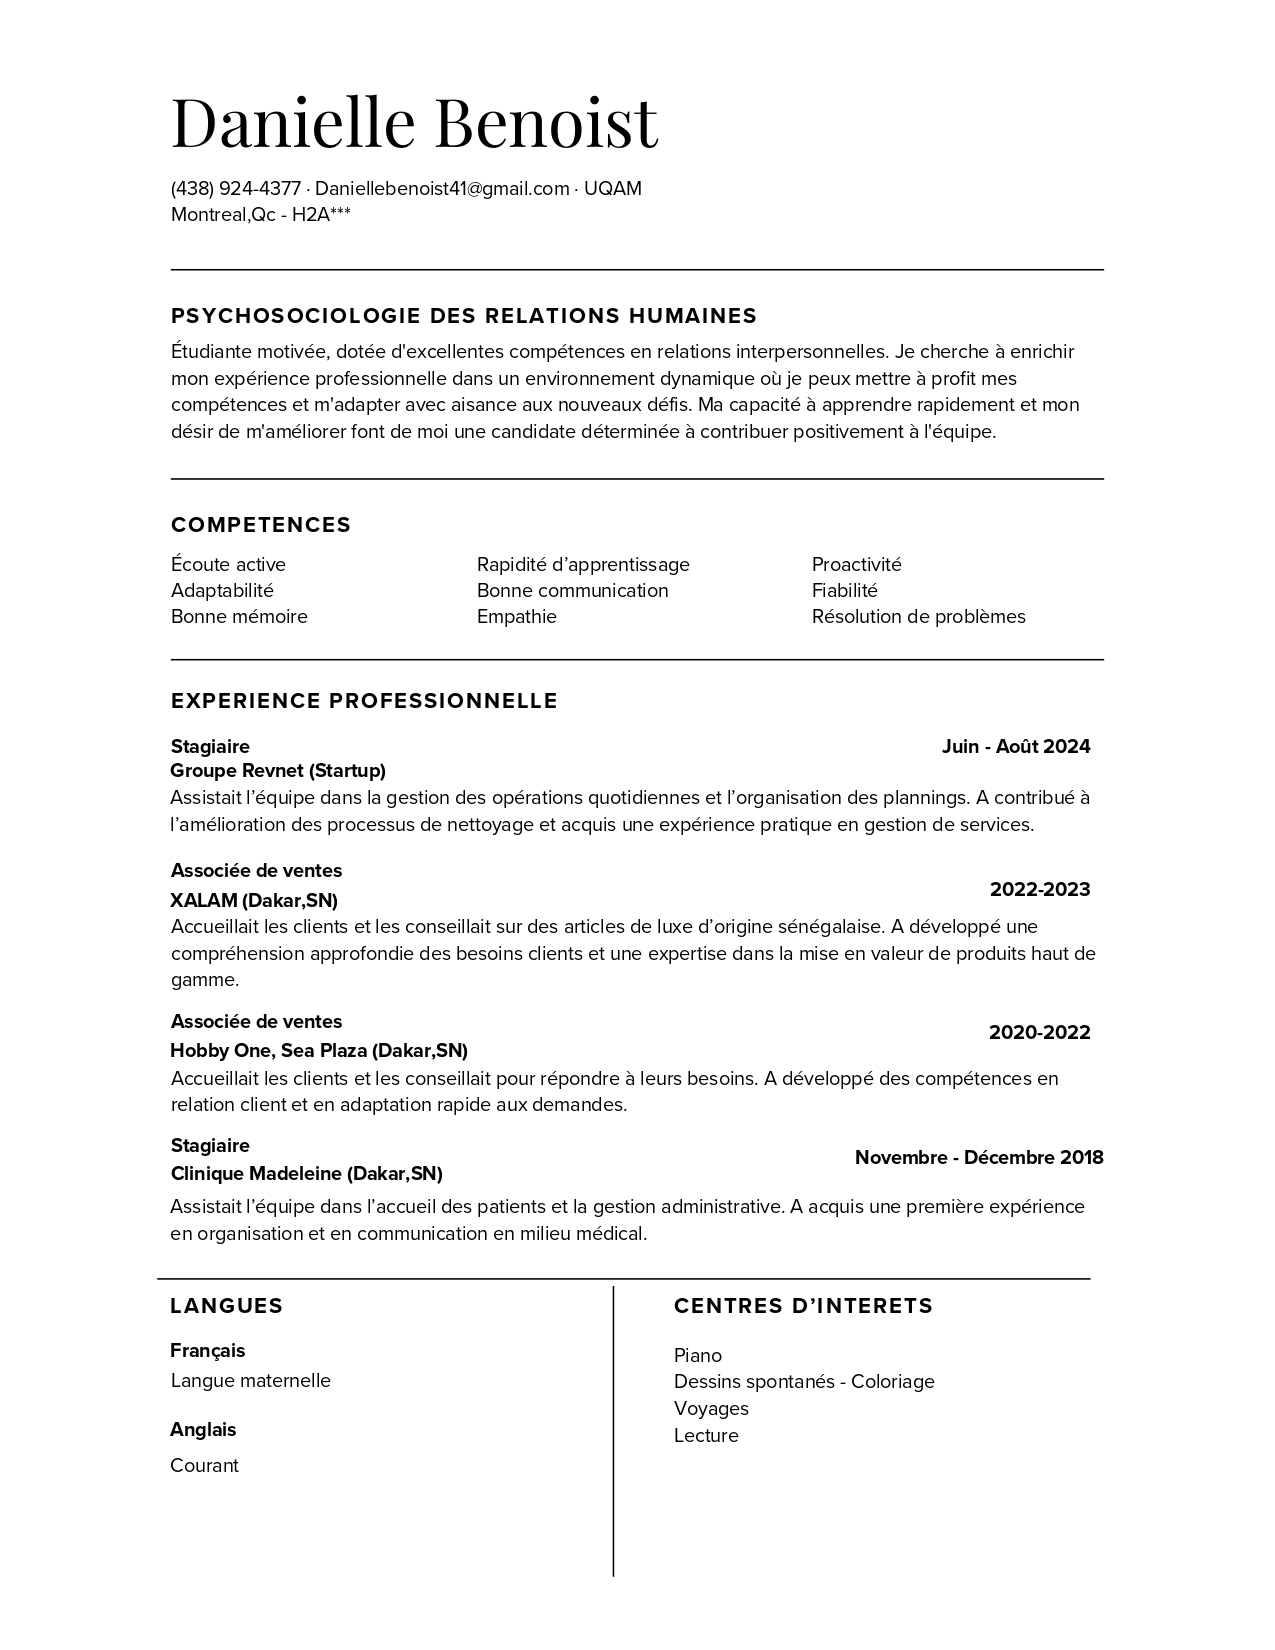 Danielle Benoist
(438) 924-4377 · Daniellebenoist41@gmail.com · UQAM
Montreal,Qc - H2A***
PSYCHOSOCIOLOGIE DES RELATIONS HUMAINES
Étudiante motivée, dotée d'excellentes compétences en relations interpersonnelles. Je cherche à enrichir
mon expérience professionnelle dans un environnement dynamique où je peux mettre à profit mes
compétences et m'adapter avec aisance aux nouveaux défis. Ma capacité à apprendre rapidement et mon
désir de m'améliorer font de moi une candidate déterminée à contribuer positivement à l'équipe.
COMPETENCES
Écoute active Rapidité d’apprentissage Proactivité
Adaptabilité Bonne communication Fiabilité
Bonne mémoire Empathie Résolution de problèmes
EXPERIENCE PROFESSIONNELLE
Stagiaire Juin - Août 2024
Groupe Revnet (Startup)
Assistait l’équipe dans la gestion des opérations quotidiennes et l’organisation des plannings. A contribué à
l’amélioration des processus de nettoyage et acquis une expérience pratique en gestion de services.
Associée de ventes
2022-2023
XALAM (Dakar,SN)
Accueillait les clients et les conseillait sur des articles de luxe d’origine sénégalaise. A développé une
compréhension approfondie des besoins clients et une expertise dans la mise en valeur de produits haut de
gamme.
Associée de ventes
2020-2022
Hobby One, Sea Plaza (Dakar,SN)
Accueillait les clients et les conseillait pour répondre à leurs besoins. A développé des compétences en
relation client et en adaptation rapide aux demandes.
Stagiaire
Novembre - Décembre 2018
Clinique Madeleine (Dakar,SN)
Assistait l’équipe dans l’accueil des patients et la gestion administrative. A acquis une première expérience
en organisation et en communication en milieu médical.
LANGUES
Français
Langue maternelle
Anglais
Courant
CENTRES D’INTERETS
Piano
Dessins spontanés - Coloriage
Voyages
Lecture